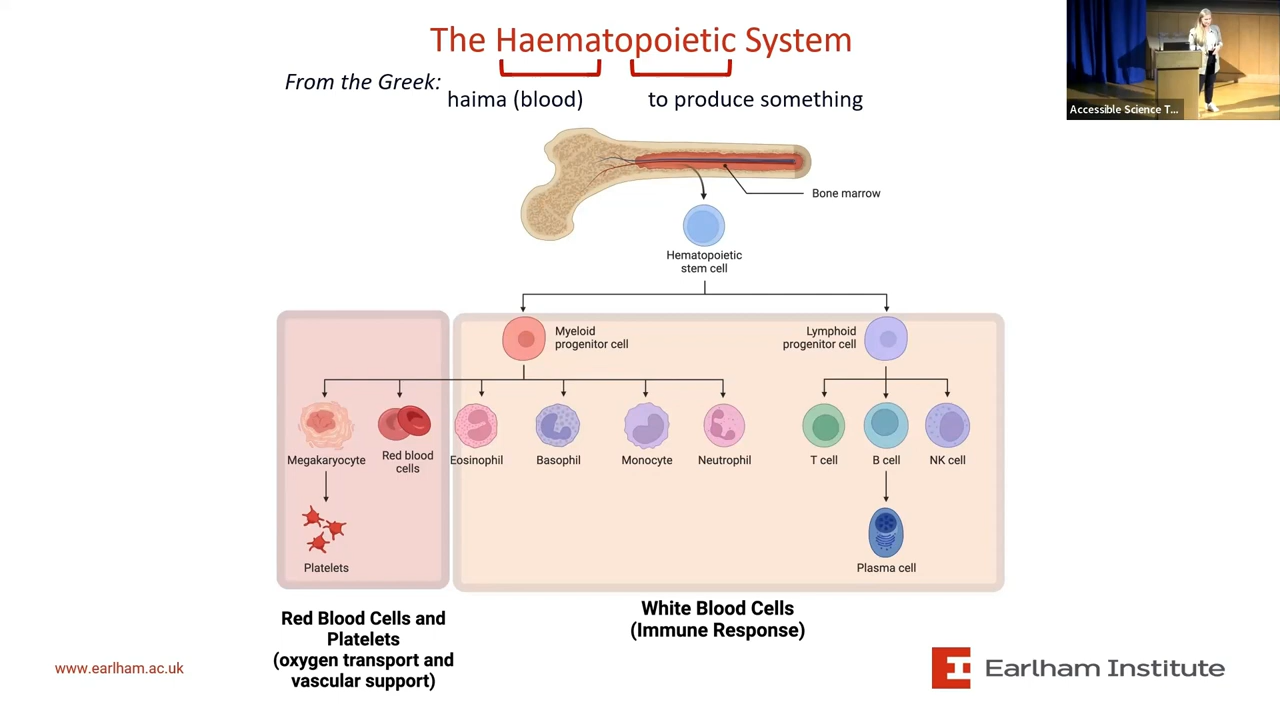 The Haematopoietic System
From the Greek:
haima (blood)
to produce something
Accessible Science T...
Bone marrow
Hematopoietic
stem cell
Myeloid
progenitor cell
Lymphoid
progenitor cell
Megakaryocyte
Red blood
cells
Eosinophil
Basophil
Monocyte
Neutrophil
T cell
B cell
NK cell
Platelets
Plasma cell
Red Blood Cells and
Platelets
(oxygen transport and
vascular support)
White Blood Cells
(Immune Response)
www.earlham.ac.uk
Earlham Institute